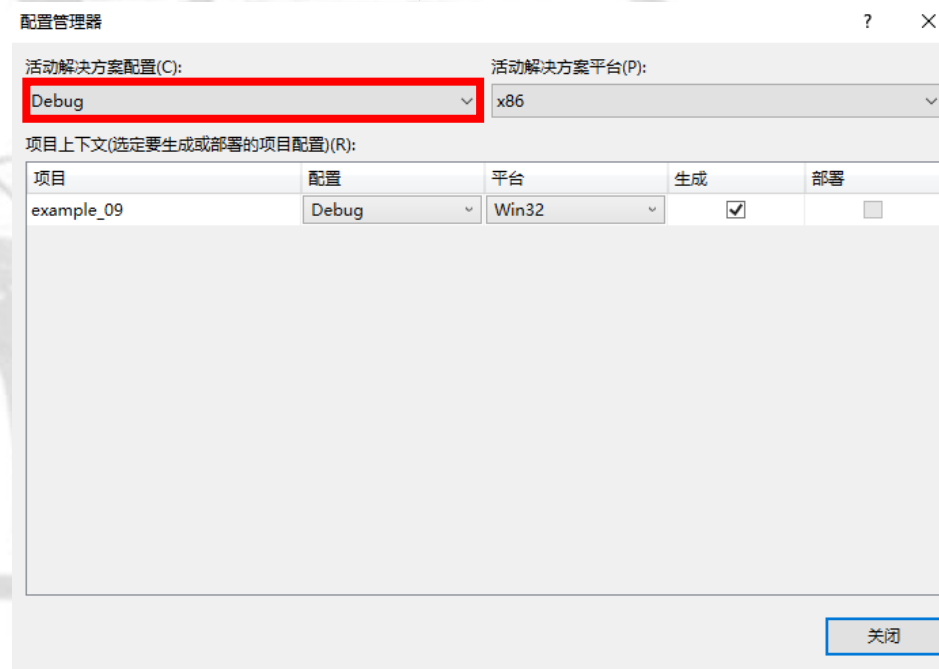 配置管理器
活动解决方案配置(C): 活动解决方案平台(P):
Debug x86
项目上下文(选定要生成或部署的项目配置)(R):
项目 配置 平台 生成 部署
example_09 Debug Win32
关闭